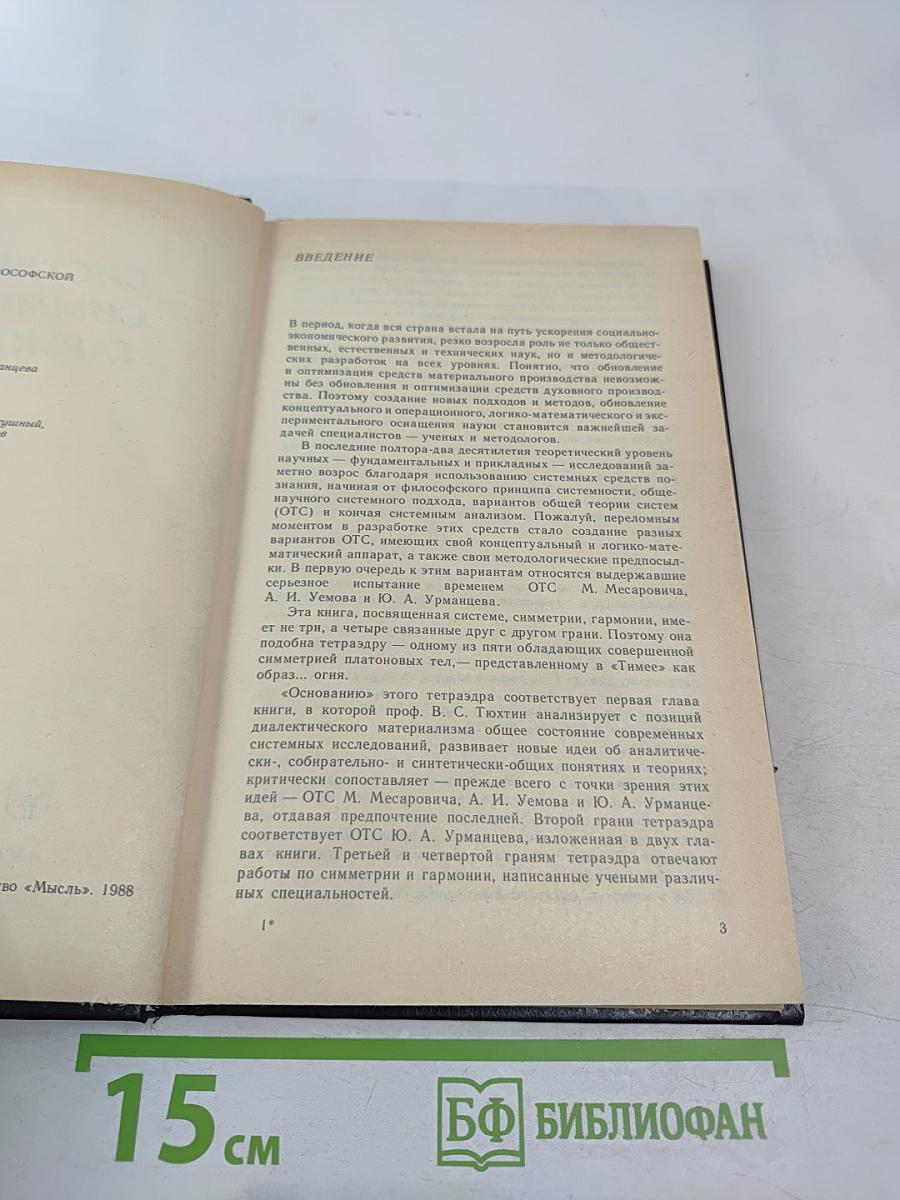 ОСОФСКОЙ
анцева
ушный,
ов
во «Мысль». 1988
ВВЕДЕНИЕ
В период, когда вся страна встала на путь ускорения социально-
экономического развития, резко возросла роль не только общест-
венных, естественных и технических наук, но и методологиче-
ских разработок на всех уровнях. Понятно, что обновление
и оптимизация средств материального производства невозмож-
ны без обновления и оптимизации средств духовного производ-
ства. Поэтому создание новых подходов и методов, обновление
концептуального и операционного, логико-математического и экс-
периментального оснащения науки становится важнейшей за-
дачей специалистов — ученых и методологов.
В последние полтора-два десятилетия теоретический уровень
научных — фундаментальных и прикладных — исследований за-
метно возрос благодаря использованию системных средств по-
знания, начиная от философского принципа системности, обще-
научного системного подхода, вариантов общей теории систем
(ОТС) и кончая системным анализом. Пожалуй, переломным
моментом в разработке этих средств стало создание разных
вариантов ОТС, имеющих свой концептуальный и логико-мате-
матический аппарат, а также свои методологические предпосыл-
ки. В первую очередь к этим вариантам относятся выдержавшие
серьезное испытание временем ОТС М. Месаровича,
А. И. Уемова и Ю. А. Урманцева.
Эта книга, посвященная системе, симметрии, гармонии, име-
ет не три, а четыре связанные друг с другом грани. Поэтому она
подобна тетраэдру — одному из пяти обладающих совершенной
симметрией платоновых тел,— представленному в «Тимее» как
образ... огня.
«Основанию» этого тетраэдра соответствует первая глава
книги, в которой проф. В. С. Тюхтин анализирует с позиций
диалектического материализма общее состояние современных
системных исследований, развивает новые идеи об аналитиче-
ски-, собирательно- и синтетически-общих понятиях и теориях;
критически сопоставляет — прежде всего с точки зрения этих
идей — ОТС М. Месаровича, А. И. Уемова и Ю. А. Урманце-
ва, отдавая предпочтение последней. Второй грани тетраэдра
соответствует ОТС Ю. А. Урманцева, изложенная в двух гла-
вах книги. Третьей и четвертой граням тетраэдра отвечают
работы по симметрии и гармонии, написанные учеными различ-
ных специальностей.
1*
3
15 см
БФ БИБЛИОФАН